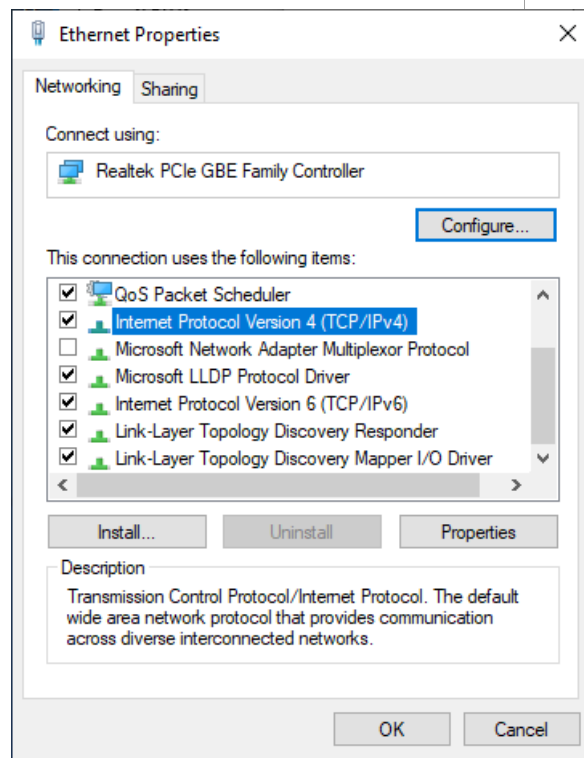 Ethernet Properties
Networking
Sharing
Connect using:
Realtek PCIe GBE Family Controller
Configure...
This connection uses the following items:
QoS Packet Scheduler
Internet Protocol Version 4 (TCP/IPv4)
Microsoft Network Adapter Multiplexor Protocol
Microsoft LLDP Protocol Driver
Internet Protocol Version 6 (TCP/IPv6)
Link-Layer Topology Discovery Responder
Link-Layer Topology Discovery Mapper I/O Driver
Install...
Uninstall
Properties
Description
Transmission Control Protocol/Internet Protocol. The default
wide area network protocol that provides communication
across diverse interconnected networks.
OK
Cancel